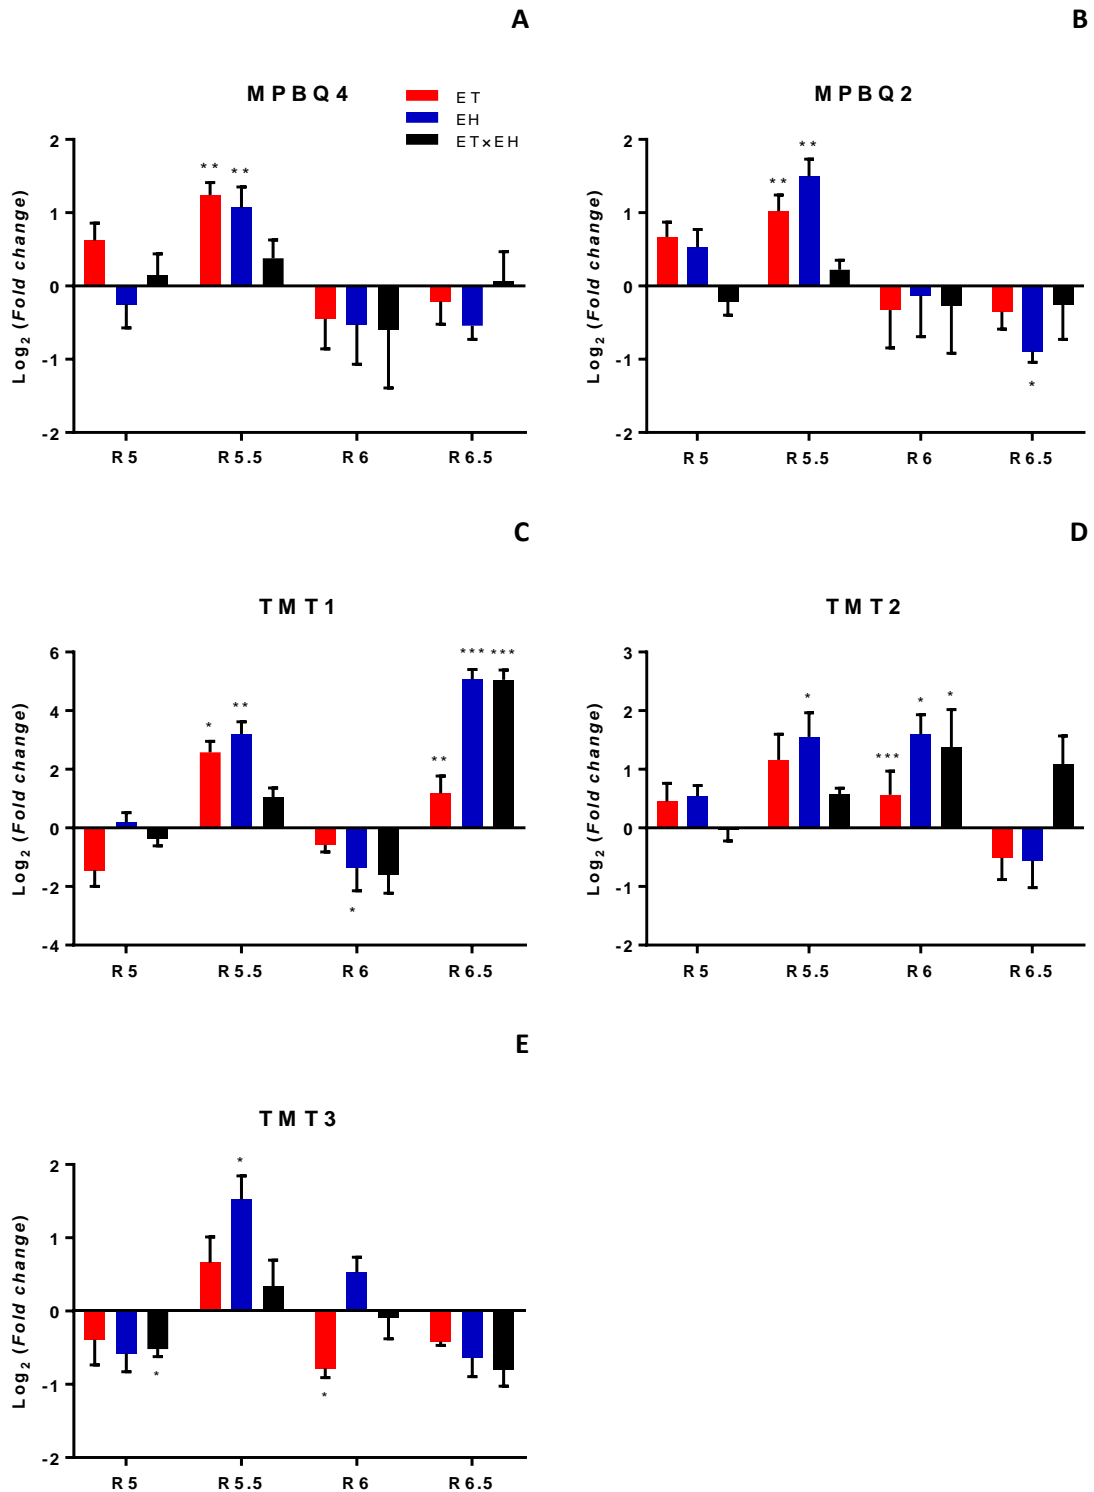 A
MPBQ4
ET
EH
ET×EH
Log2 (Fold change)
2
1
0
-1
-2
** **
R5 R5.5 R6 R6.5
B
MPBQ2
Log2 (Fold change)
2
1
0
-1
-2
** **
*
R5 R5.5 R6 R6.5
C
TMT1
Log2 (Fold change)
6
4
2
0
-2
-4
* **
*
** *** ***
R5 R5.5 R6 R6.5
D
TMT2
Log2 (Fold change)
3
2
1
0
-1
-2
*
*** * *
R5 R5.5 R6 R6.5
E
TMT3
Log2 (Fold change)
2
1
0
-1
-2
*
*
*
R5 R5.5 R6 R6.5